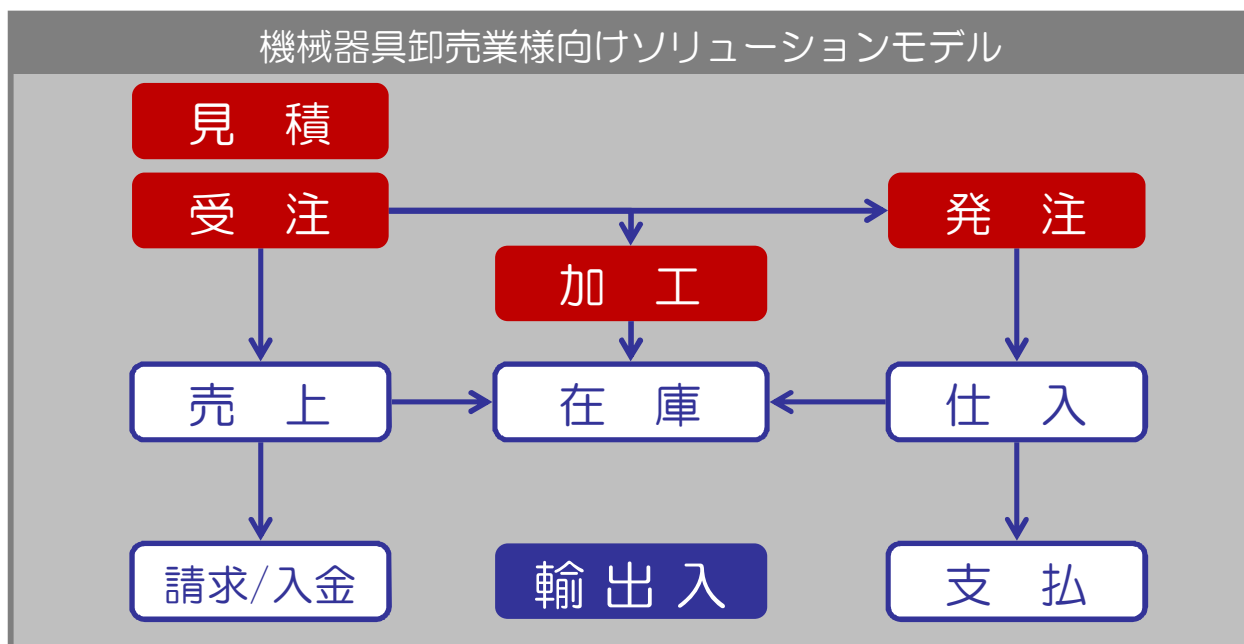 機械器具卸売業様向けソリューションモデル
見　積
受　注
発　注
加　工
売　上
在　庫
仕　入
請求/入金
輸 出 入
支　払